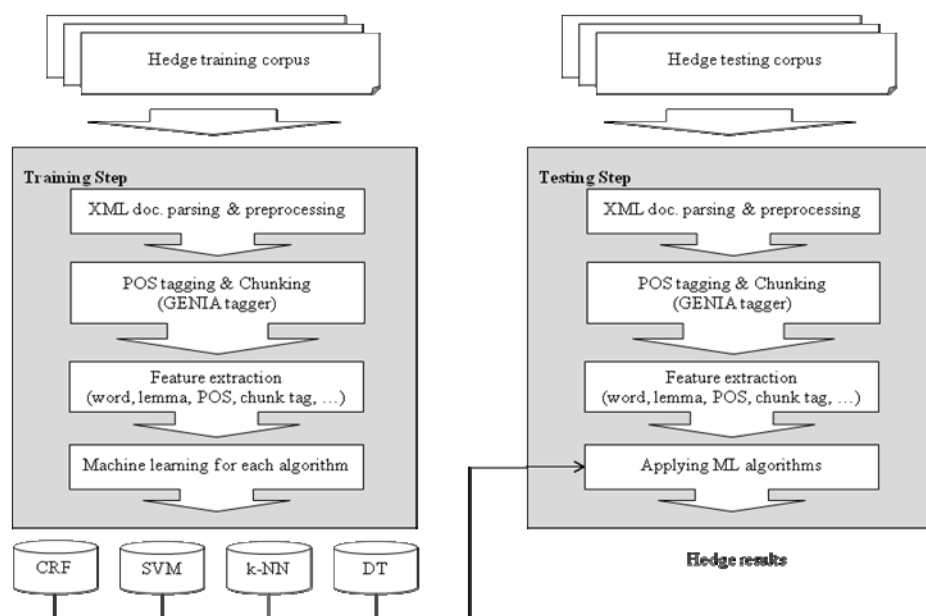 Hedge training corpus
Training Step
XML doc. parsing & preprocessing
POS tagging & Chunking
(GENIA tagger)
Feature extraction
(word, lemma, POS, chunk tag, …)
Machine learning for each algorithm
CRF
SVM
k-NN
DT
Hedge testing corpus
Testing Step
XML doc. parsing & preprocessing
POS tagging & Chunking
(GENIA tagger)
Feature extraction
(word, lemma, POS, chunk tag, …)
Applying ML algorithms
Hedge results